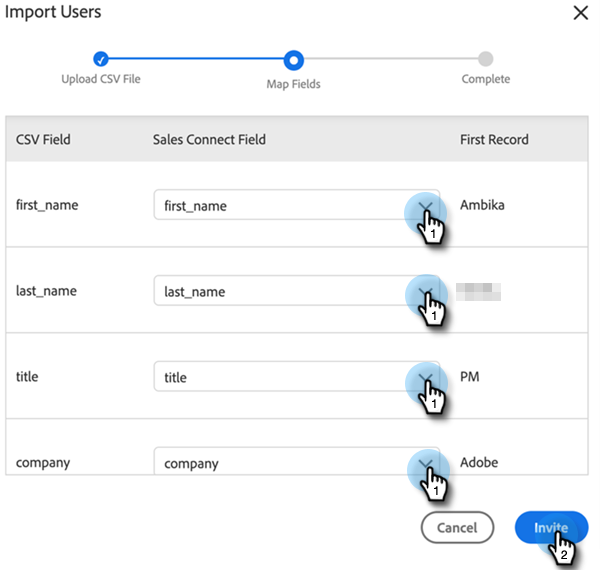 Import Users
Upload CSV File
Map Fields
Complete
CSV Field Sales Connect Field First Record
first_name first_name Ambika
1
last_name last_name
1
title title PM
1
company company Adobe
1
Cancel Invite
2